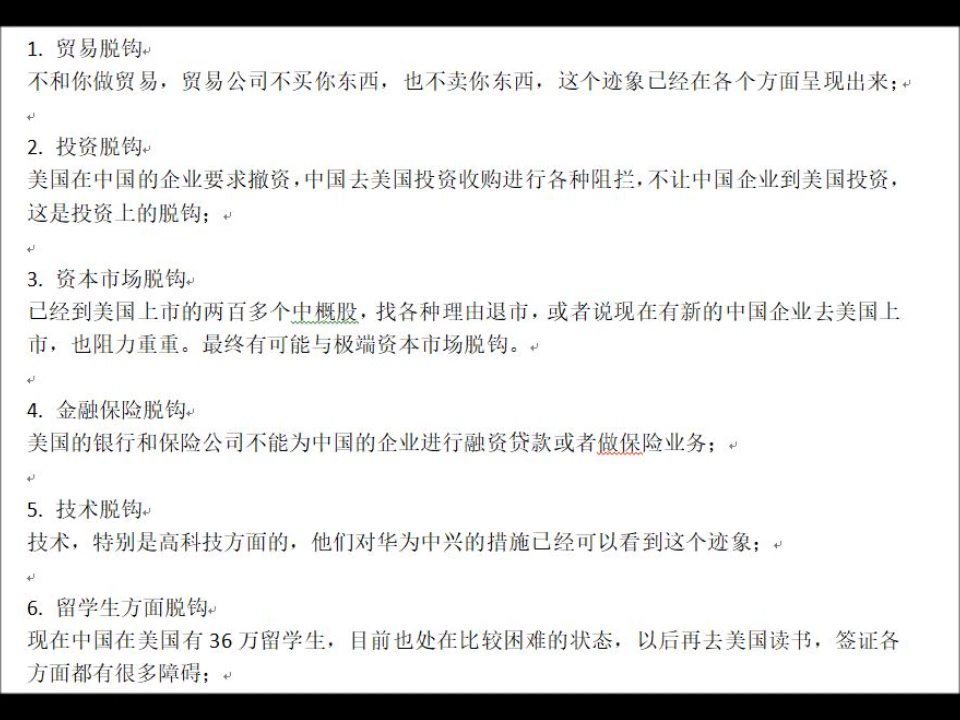 1. 贸易脱钩
不和你做贸易，贸易公司不买你东西，也不卖你东西，这个迹象已经在各个方面呈现出来；
2. 投资脱钩
美国在中国的企业要求撤资，中国去美国投资收购进行各种阻拦，不让中国企业到美国投资，
这是投资上的脱钩；
3. 资本市场脱钩
已经到美国上市的两百多个中概股，找各种理由退市，或者说现在有新的中国企业去美国上
市，也阻力重重。最终有可能与极端资本市场脱钩。
4. 金融保险脱钩
美国的银行和保险公司不能为中国的企业进行融资贷款或者做保险业务；
5. 技术脱钩
技术，特别是高科技方面的，他们对华为中兴的措施已经可以看到这个迹象；
6. 留学生方面脱钩
现在中国在美国有 36 万留学生，目前也处在比较困难的状态，以后再去美国读书，签证各
方面都有很多障碍；